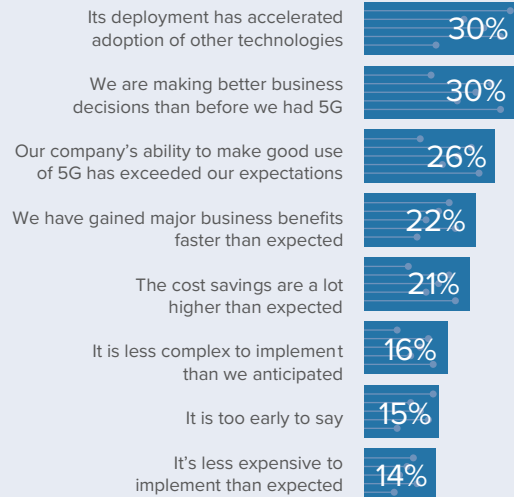 Its deployment has accelerated
adoption of other technologies
30%
We are making better business
decisions than before we had 5G
30%
Our company’s ability to make good use
of 5G has exceeded our expectations
26%
We have gained major business benefits
faster than expected
22%
The cost savings are a lot
higher than expected
21%
It is less complex to implement
than we anticipated
16%
It is too early to say
15%
It’s less expensive to
implement than expected
14%